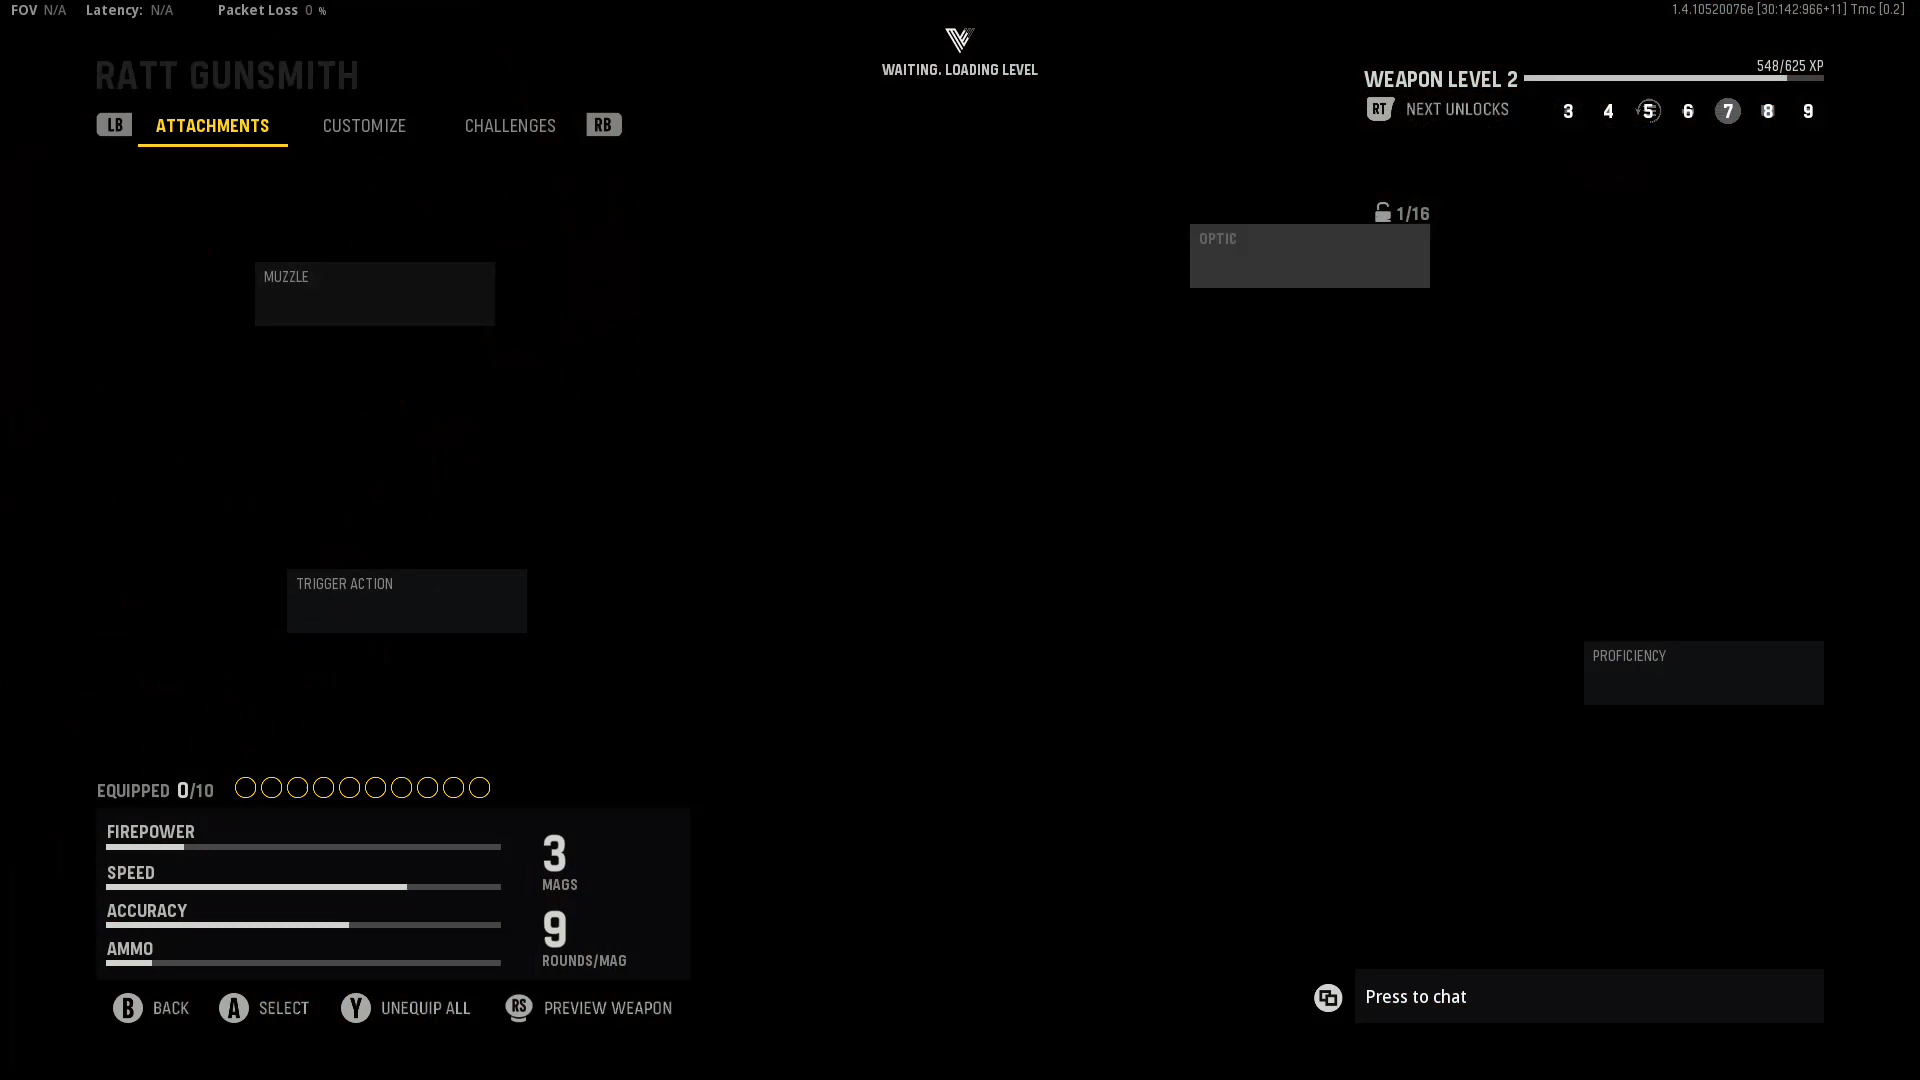 FOV N/A Latency: N/A Packet Loss 0 %
1.4.10520076e [30:142:966+11] Tmc [0.2]
WAITING. LOADING LEVEL
RATT GUNSMITH
548/625 XP
WEAPON LEVEL 2
RT NEXT UNLOCKS 3 4 5 6 7 8 9
LB ATTACHMENTS CUSTOMIZE CHALLENGES RB
1/16
OPTIC
MUZZLE
TRIGGER ACTION
PROFICIENCY
EQUIPPED 0/10
FIREPOWER
SPEED
ACCURACY
AMMO
3
MAGS
9
ROUNDS/MAG
B BACK A SELECT Y UNEQUIP ALL RS PREVIEW WEAPON
Press to chat